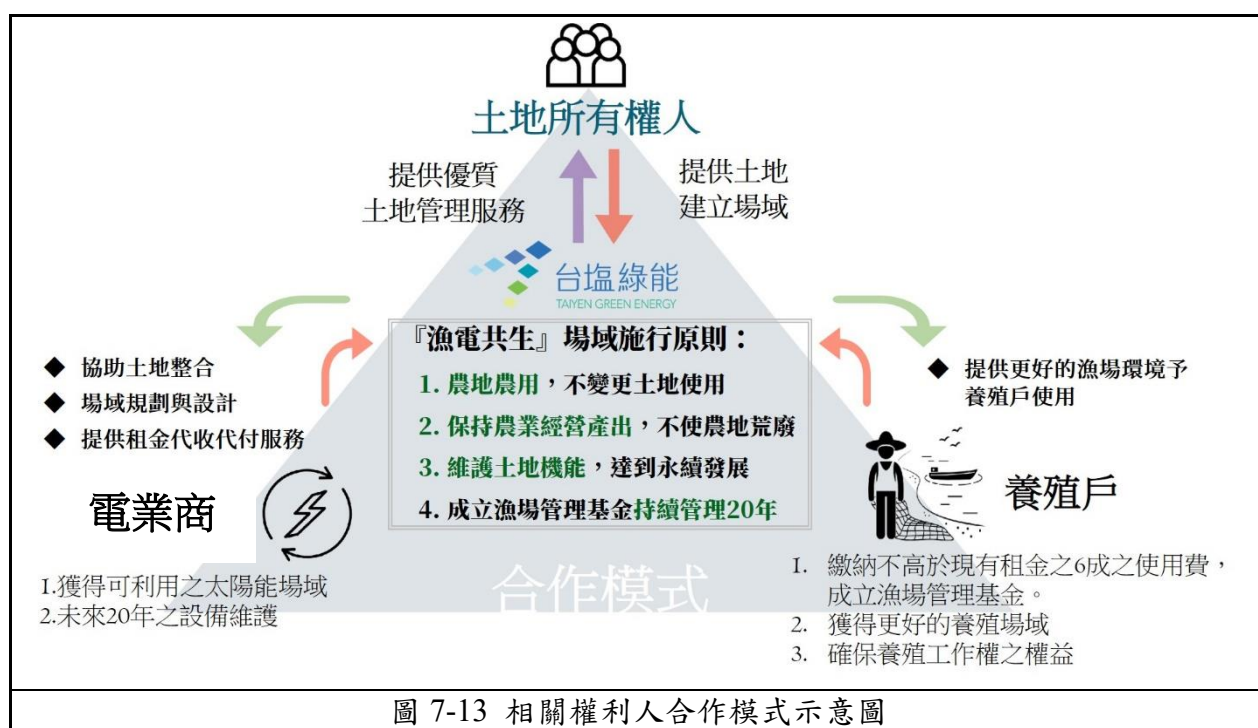 土地所有權人
提供優質
土地管理服務
提供土地
建立場域
台塩綠能
TAIYEN GREEN ENERGY
『漁電共生』場域施行原則：
1. 農地農用，不變更土地使用
2. 保持農業經營產出，不使農地荒廢
3. 維護土地機能，達到永續發展
4. 成立漁場管理基金持續管理20年
◆ 協助土地整合
◆ 場域規劃與設計
◆ 提供租金代收代付服務
電業商
1.獲得可利用之太陽能場域
2.未來20年之設備維護
◆ 提供更好的漁場環境予
養殖戶使用
養殖戶
1. 繳納不高於現有租金之6成之使用費，
成立漁場管理基金。
2. 獲得更好的養殖場域
3. 確保養殖工作權之權益
合作模式
圖 7-13 相關權利人合作模式示意圖